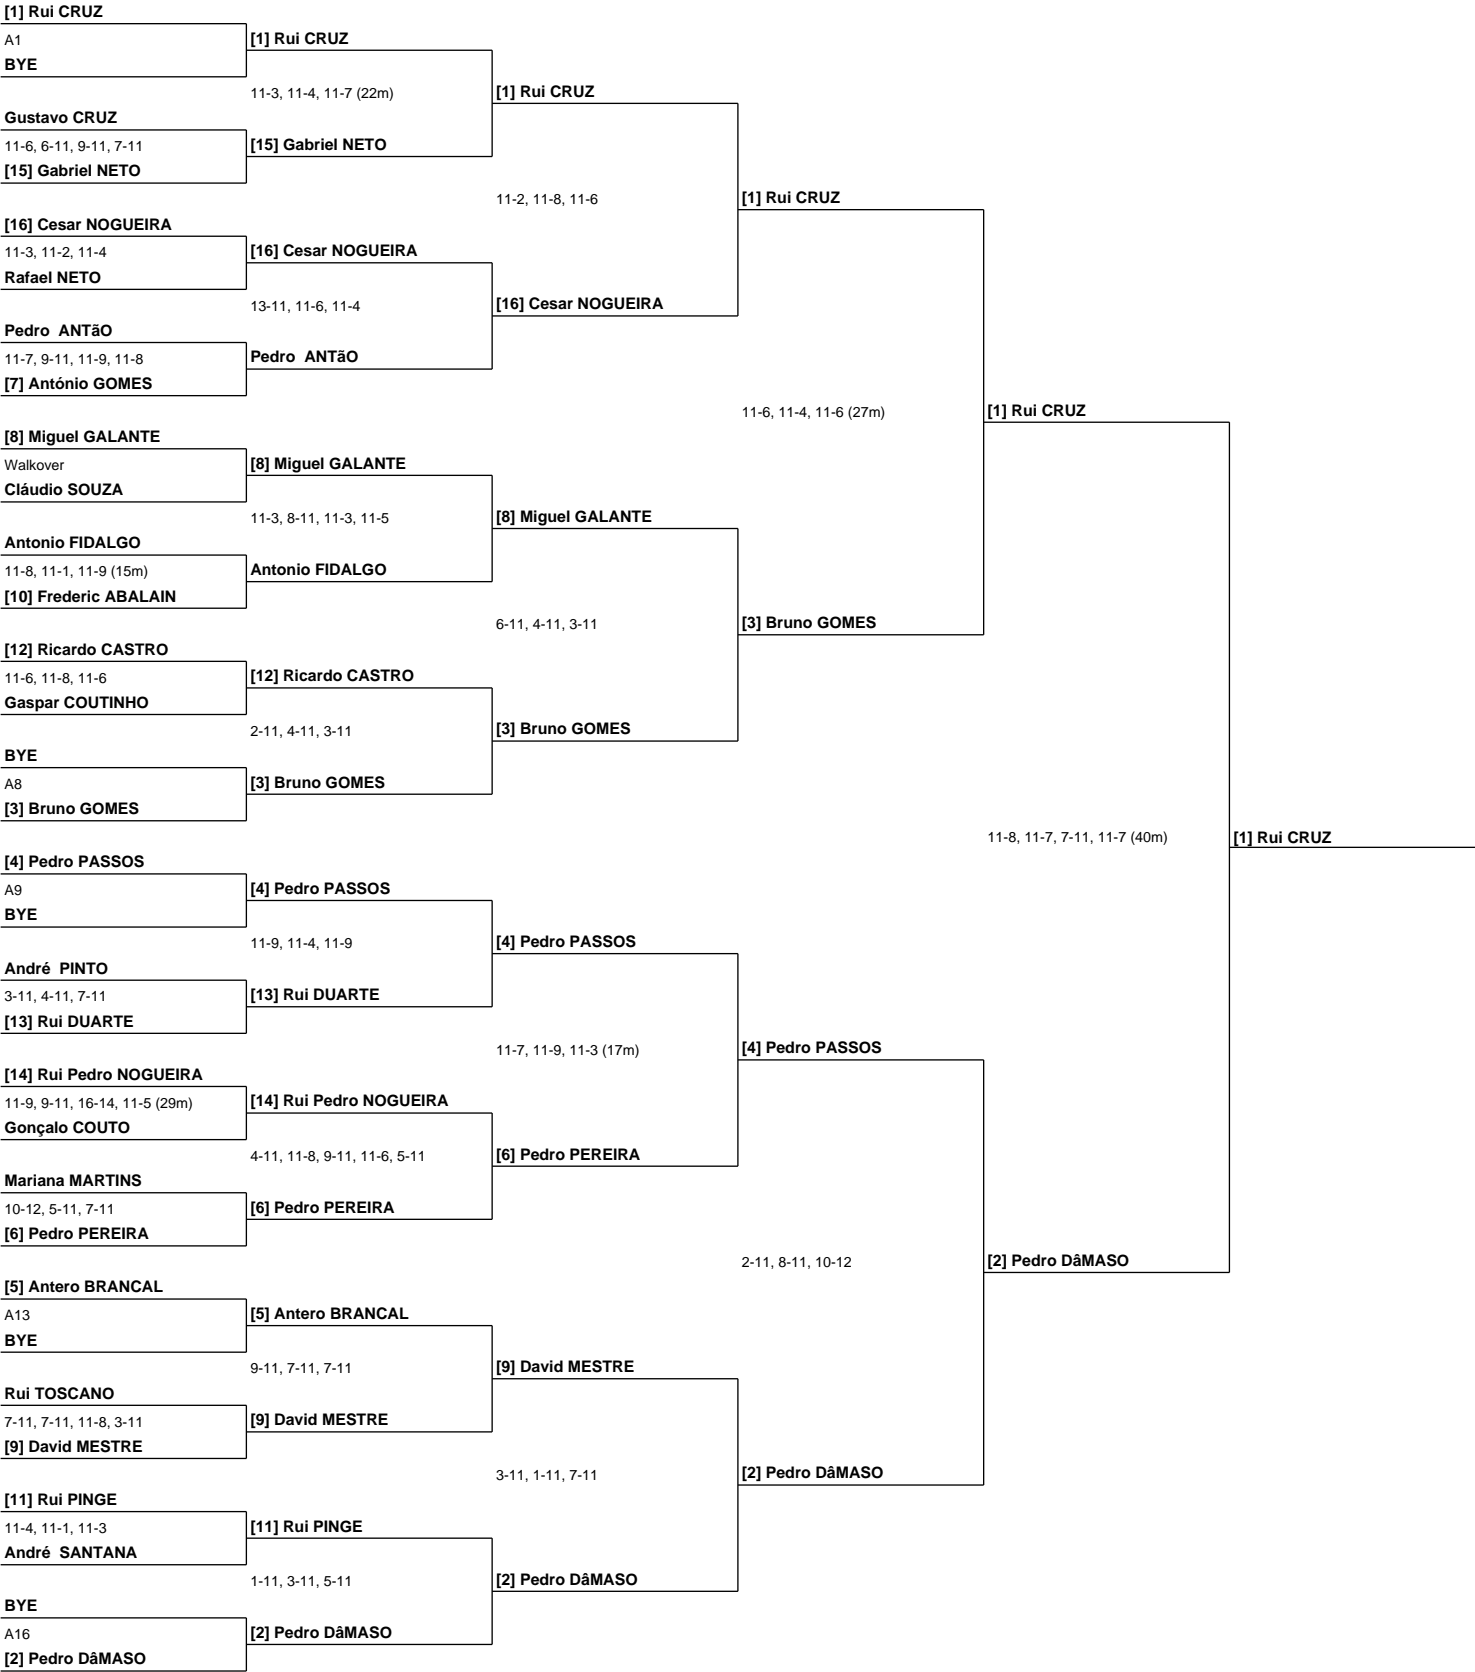 [1] Rui CRUZ
A1
BYE
Gustavo CRUZ
11-6, 6-11, 9-11, 7-11
[15] Gabriel NETO
[16] Cesar NOGUEIRA
11-3, 11-2, 11-4
Rafael NETO
Pedro  ANTãO
11-7, 9-11, 11-9, 11-8
[7] António GOMES
[8] Miguel GALANTE
Walkover
Cláudio SOUZA
Antonio FIDALGO
11-8, 11-1, 11-9 (15m)
[10] Frederic ABALAIN
[12] Ricardo CASTRO
11-6, 11-8, 11-6
Gaspar COUTINHO
BYE
A8
[3] Bruno GOMES
[4] Pedro PASSOS
A9
BYE
André  PINTO
3-11, 4-11, 7-11
[13] Rui DUARTE
[14] Rui Pedro NOGUEIRA
11-9, 9-11, 16-14, 11-5 (29m)
Gonçalo COUTO
Mariana MARTINS
10-12, 5-11, 7-11
[6] Pedro PEREIRA
[5] Antero BRANCAL
A13
BYE
Rui TOSCANO
7-11, 7-11, 11-8, 3-11
[9] David MESTRE
[11] Rui PINGE
11-4, 11-1, 11-3
André  SANTANA
BYE
A16
[2] Pedro DâMASO
[1] Rui CRUZ
11-3, 11-4, 11-7 (22m)
[15] Gabriel NETO
[16] Cesar NOGUEIRA
13-11, 11-6, 11-4
Pedro  ANTãO
[8] Miguel GALANTE
11-3, 8-11, 11-3, 11-5
Antonio FIDALGO
[12] Ricardo CASTRO
2-11, 4-11, 3-11
[3] Bruno GOMES
[4] Pedro PASSOS
11-9, 11-4, 11-9
[13] Rui DUARTE
[14] Rui Pedro NOGUEIRA
4-11, 11-8, 9-11, 11-6, 5-11
[6] Pedro PEREIRA
[5] Antero BRANCAL
9-11, 7-11, 7-11
[9] David MESTRE
[11] Rui PINGE
1-11, 3-11, 5-11
[2] Pedro DâMASO
[1] Rui CRUZ
11-2, 11-8, 11-6
[16] Cesar NOGUEIRA
[8] Miguel GALANTE
6-11, 4-11, 3-11
[3] Bruno GOMES
[4] Pedro PASSOS
11-7, 11-9, 11-3 (17m)
[6] Pedro PEREIRA
[9] David MESTRE
3-11, 1-11, 7-11
[2] Pedro DâMASO
[1] Rui CRUZ
11-6, 11-4, 11-6 (27m)
[3] Bruno GOMES
[4] Pedro PASSOS
2-11, 8-11, 10-12
[2] Pedro DâMASO
[1] Rui CRUZ
11-8, 11-7, 7-11, 11-7 (40m)
[2] Pedro DâMASO
[1] Rui CRUZ